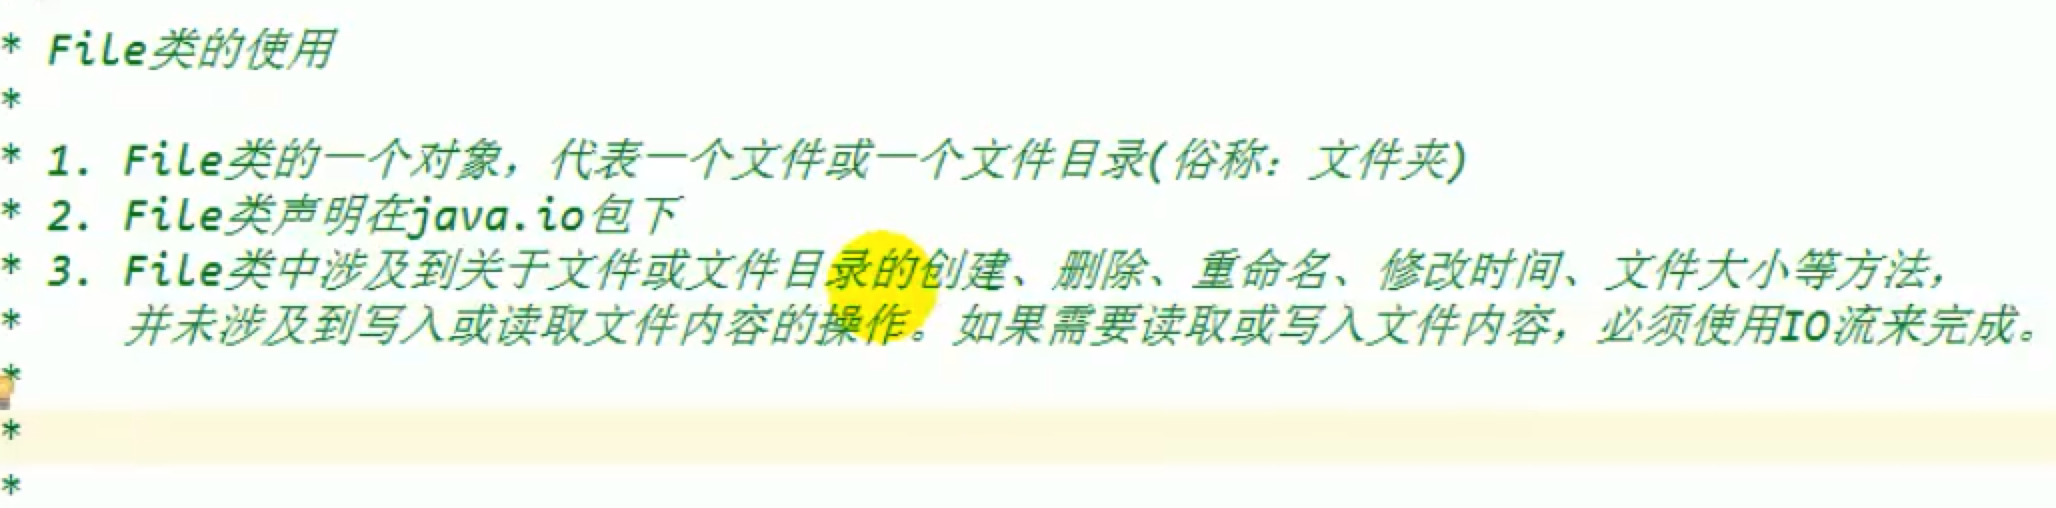 * File类的使用
*
* 1. File类的一个对象，代表一个文件或一个文件目录(俗称：文件夹)
* 2. File类声明在java.io包下
* 3. File类中涉及到关于文件或文件目录的创建、删除、重命名、修改时间、文件大小等方法，
* 并未涉及到写入或读取文件内容的操作。如果需要读取或写入文件内容，必须使用IO流来完成。
*
*
*